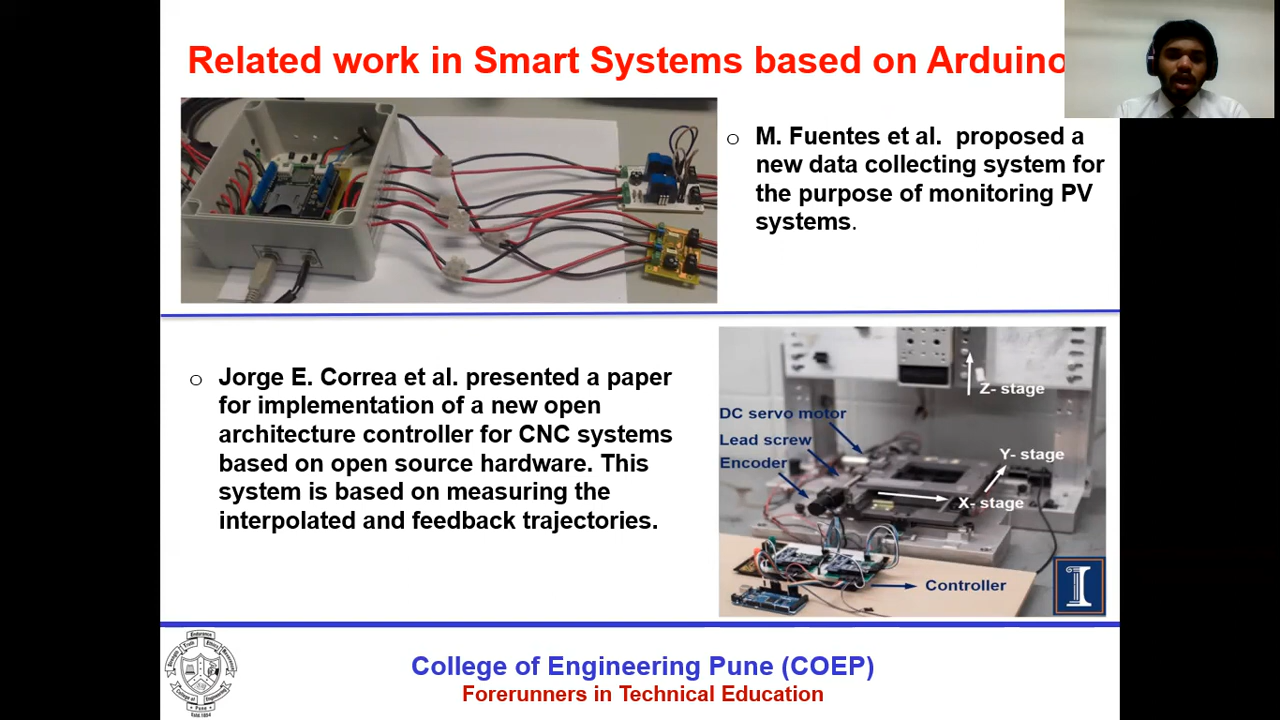 Related work in Smart Systems based on Arduino
○ M. Fuentes et al. proposed a
new data collecting system for
the purpose of monitoring PV
systems.
○ Jorge E. Correa et al. presented a paper
for implementation of a new open
architecture controller for CNC systems
based on open source hardware. This
system is based on measuring the
interpolated and feedback trajectories.
Z- stage
DC servo motor
Lead screw
Y- stage
Encoder
X- stage
Controller
I
College of Engineering Pune (COEP)
Forerunners in Technical Education